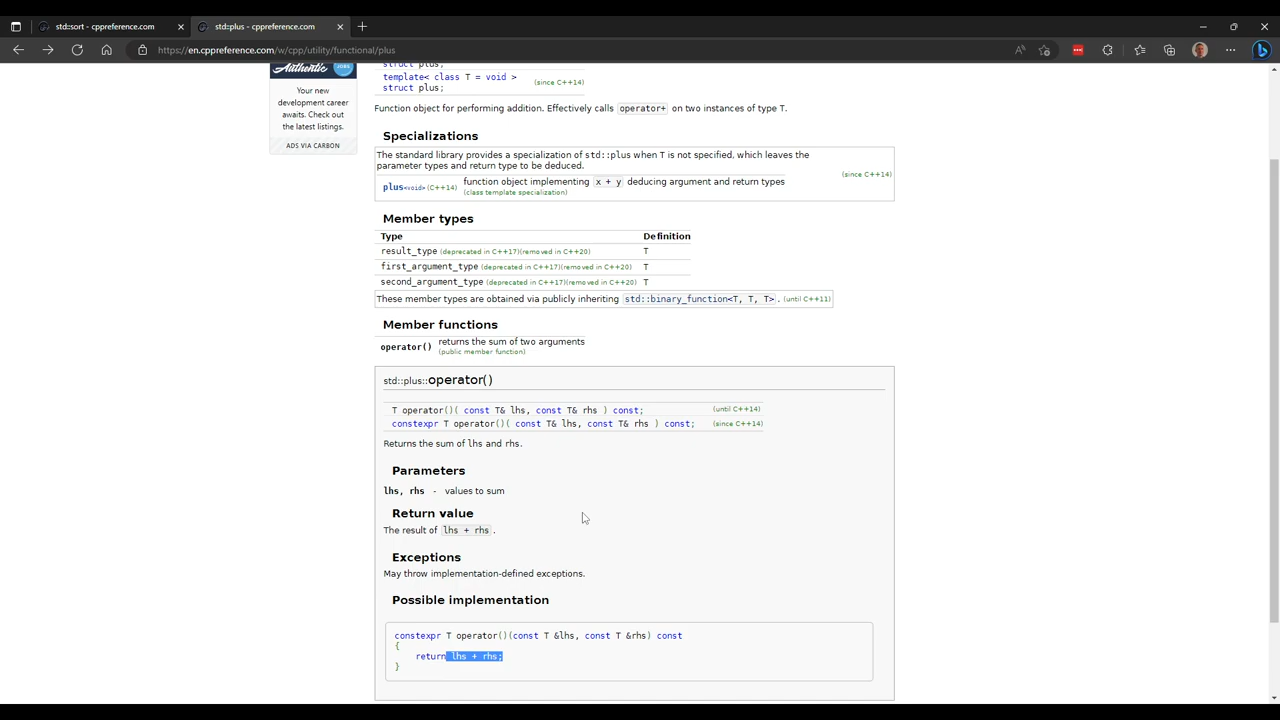 std::sort - cppreference.com
std::plus - cppreference.com
https://en.cppreference.com/w/cpp/utility/functional/plus
Authentic JOBS
Your new
development career
awaits. Check out
the latest listings.
ADS VIA CARBON
struct plus;
template< class T = void >
struct plus;
(since C++14)
Function object for performing addition. Effectively calls operator+ on two instances of type T.
Specializations
The standard library provides a specialization of std::plus when T is not specified, which leaves the
parameter types and return type to be deduced.
(since C++14)
plus<void> (C++14) function object implementing x + y deducing argument and return types
(class template specialization)
Member types
Type Definition
result_type (deprecated in C++17)(removed in C++20) T
first_argument_type (deprecated in C++17)(removed in C++20) T
second_argument_type (deprecated in C++17)(removed in C++20) T
These member types are obtained via publicly inheriting std::binary_function<T, T, T>. (until C++11)
Member functions
operator() returns the sum of two arguments
(public member function)
std::plus::operator()
T operator()( const T& lhs, const T& rhs ) const; (until C++14)
constexpr T operator()( const T& lhs, const T& rhs ) const; (since C++14)
Returns the sum of lhs and rhs.
Parameters
lhs, rhs - values to sum
Return value
The result of lhs + rhs.
Exceptions
May throw implementation-defined exceptions.
Possible implementation
constexpr T operator()(const T &lhs, const T &rhs) const
{
return lhs + rhs;
}